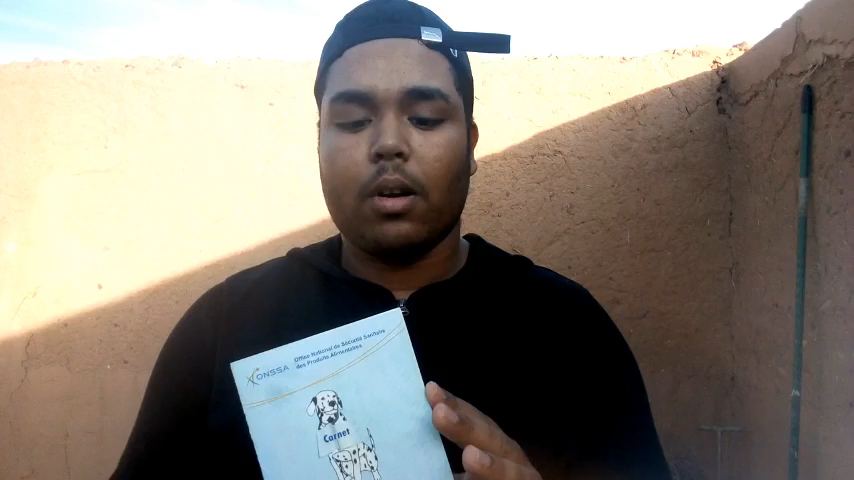 ONSSA
Office National de Sécurité Sanitaire
des Produits Alimentaires
Carnet